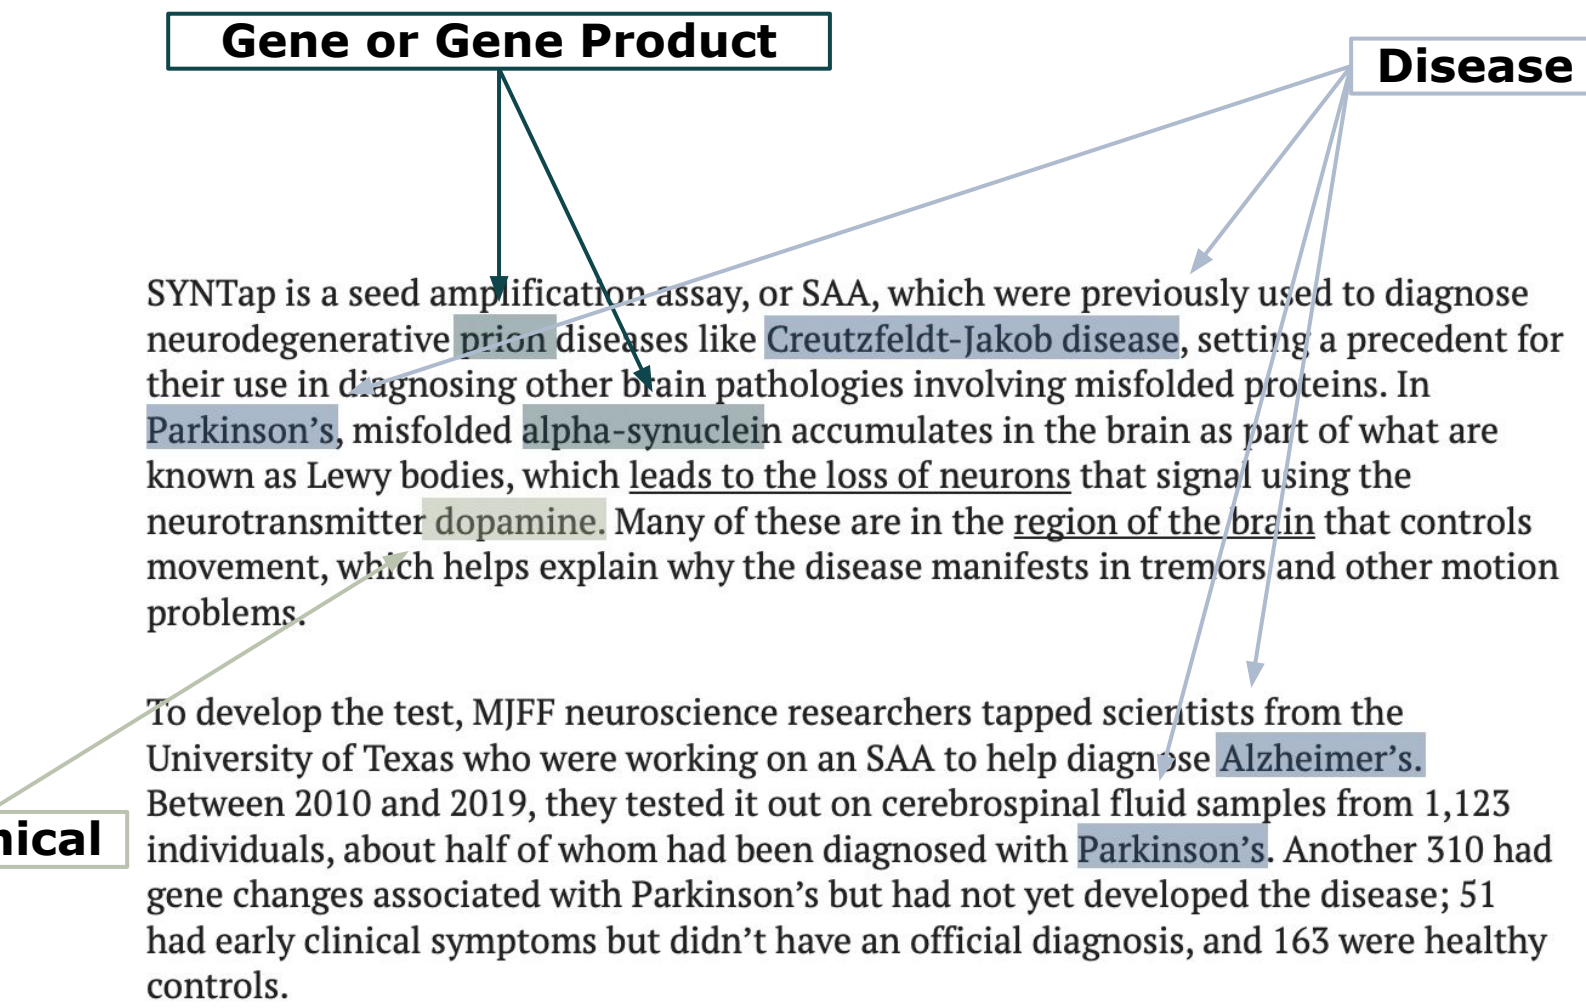 Gene or Gene Product
Disease
SYNTap is a seed amplification assay, or SAA, which were previously used to diagnose
neurodegenerative prion diseases like Creutzfeldt-Jakob disease, setting a precedent for
their use in diagnosing other brain pathologies involving misfolded proteins. In
Parkinson’s, misfolded alpha-synuclein accumulates in the brain as part of what are
known as Lewy bodies, which leads to the loss of neurons that signal using the
neurotransmitter dopamine. Many of these are in the region of the brain that controls
movement, which helps explain why the disease manifests in tremors and other motion
problems.
To develop the test, MJFF neuroscience researchers tapped scientists from the
University of Texas who were working on an SAA to help diagnose Alzheimer’s.
Between 2010 and 2019, they tested it out on cerebrospinal fluid samples from 1,123
nical
individuals, about half of whom had been diagnosed with Parkinson’s. Another 310 had
gene changes associated with Parkinson’s but had not yet developed the disease; 51
had early clinical symptoms but didn’t have an official diagnosis, and 163 were healthy
controls.